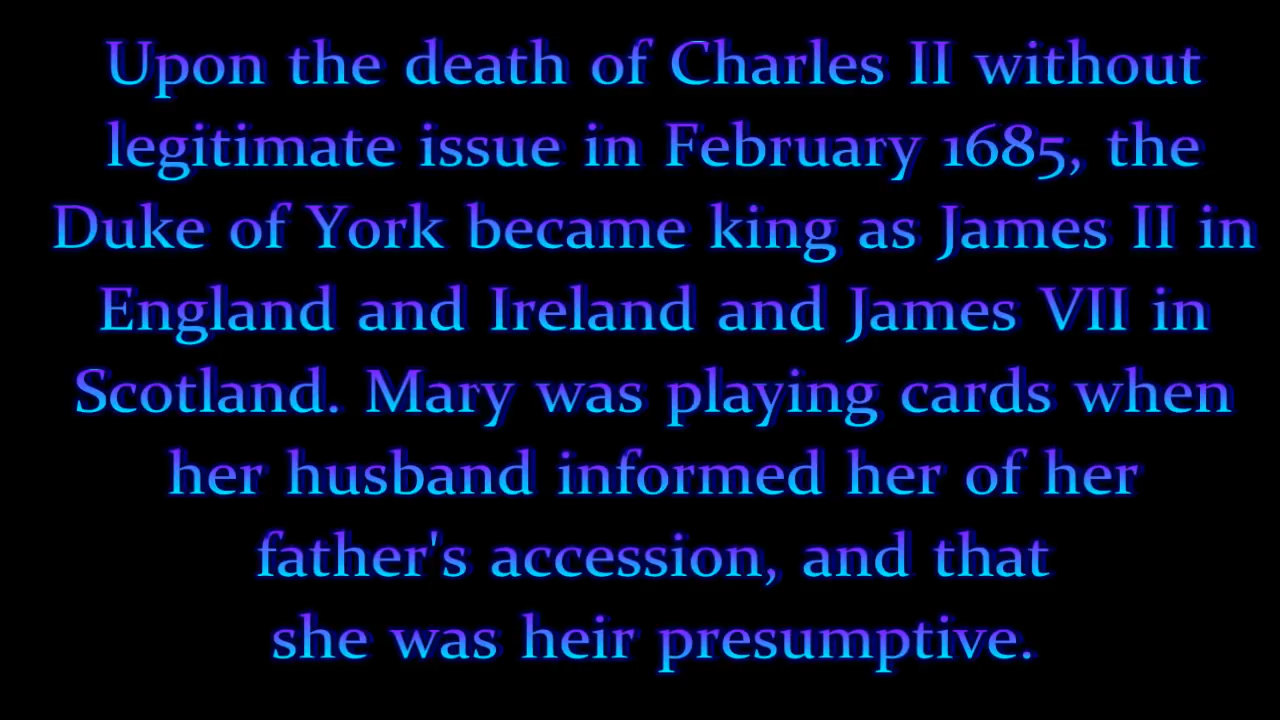 Upon the death of Charles II without
legitimate issue in February 1685, the
Duke of York became king as James II in
England and Ireland and James VII in
Scotland. Mary was playing cards when
her husband informed her of her
father's accession, and that
she was heir presumptive.